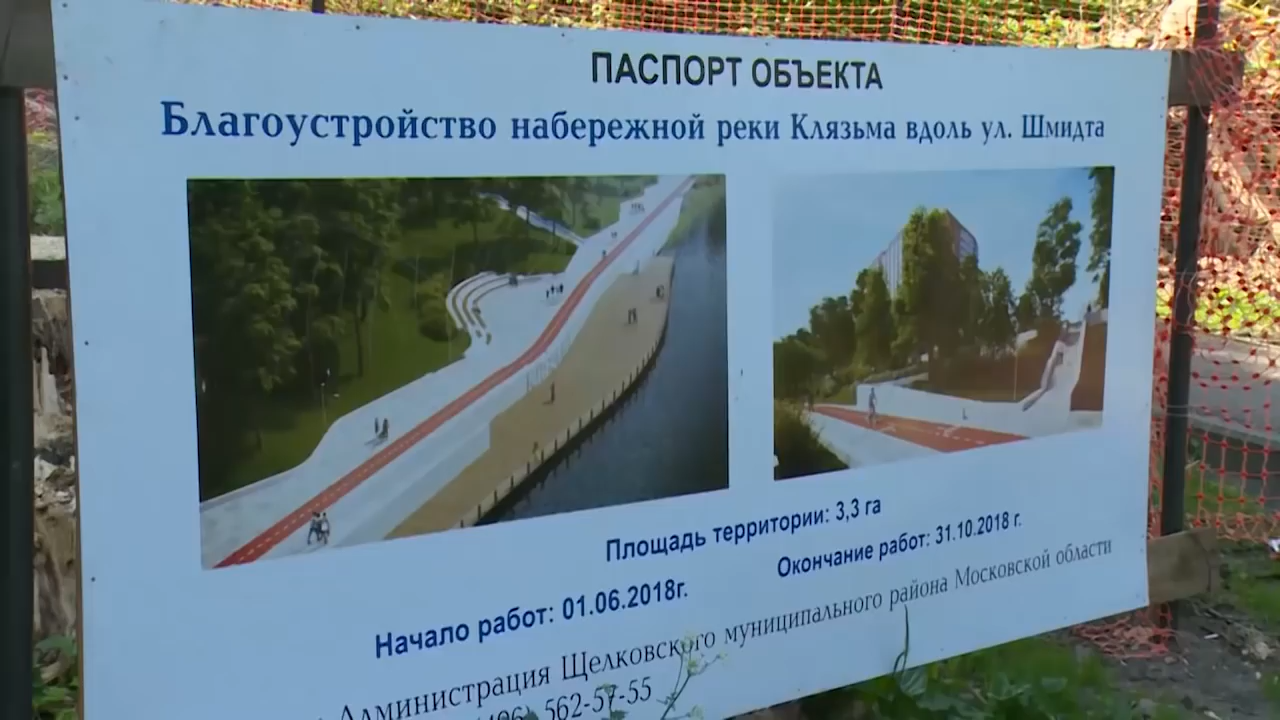 ПАСПОРТ ОБЪЕКТА
Благоустройство набережной реки Клязьма вдоль ул. Шмидта
Площадь территории: 3,3 га
Начало работ: 01.06.2018г.
Окончание работ: 31.10.2018 г.
Администрация Щелковского муниципального района Московской области
562-57-55